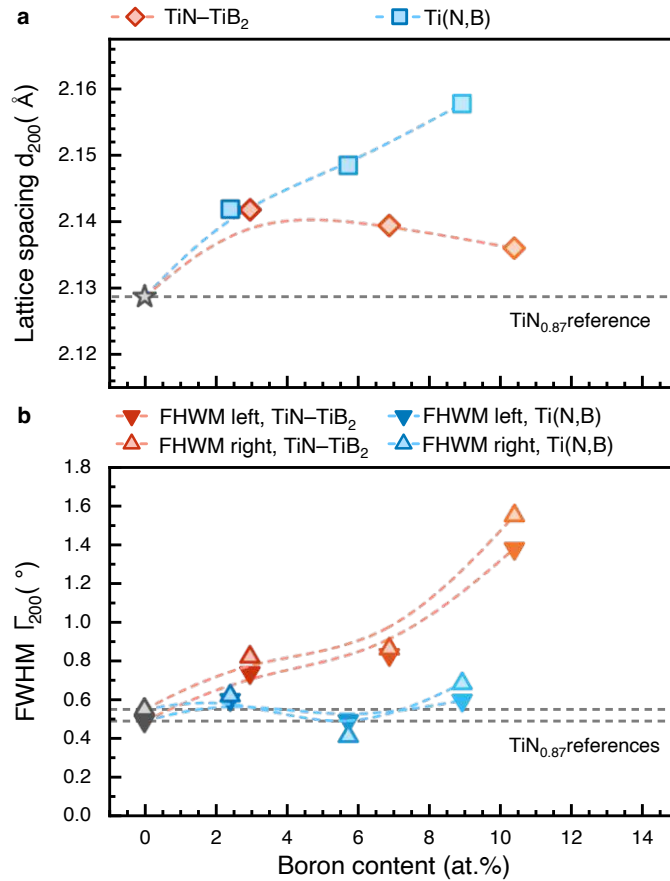 a
TiN–TiB2 Ti(N,B)
2.16
2.15
2.14
2.13
2.12
Lattice spacing d200( Å)
TiN0.87reference
b
FHWM left, TiN–TiB2 FHWM left, Ti(N,B)
FHWM right, TiN–TiB2 FHWM right, Ti(N,B)
1.8
1.6
1.4
1.2
1.0
0.8
0.6
0.4
0.2
0.0
FWHM Γ200( °)
TiN0.87references
0 2 4 6 8 10 12 14
Boron content (at.%)